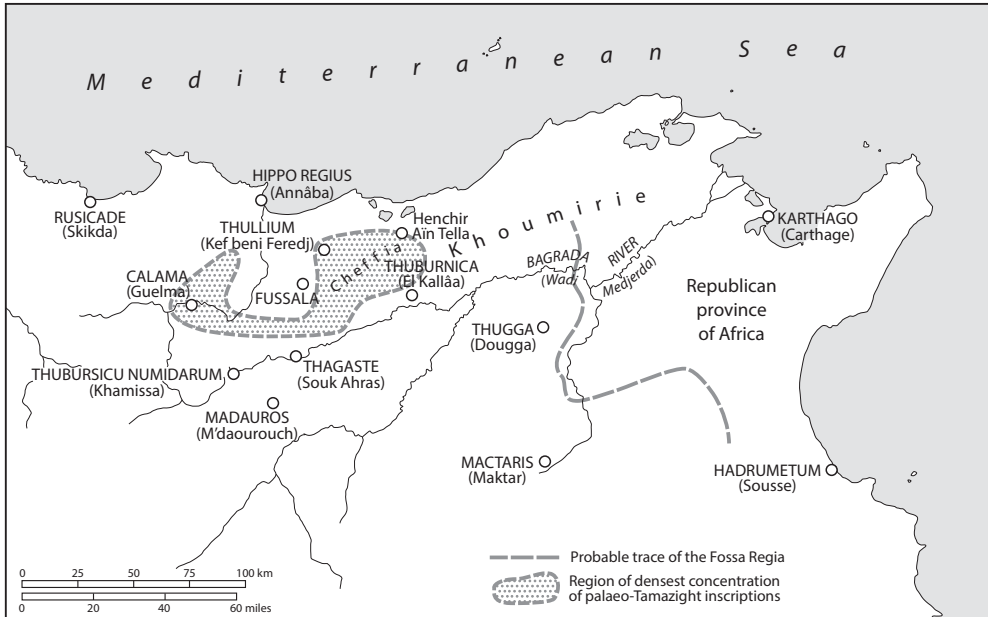 Mediterranean Sea
HIPPO REGIUS
(Annâba)
RUSICADE
(Skikda)
THULLIUM
(Kef beni Feredj)
Henchir
Aïn Tella
Khoumirie
KARTHAGO
(Carthage)
CALAMA
(Guelma)
Cheffia
FUSSALA
THUBURNICA
(El Kallâa)
BAGRADA RIVER
(Wadi Medjerda)
Republican
province
of Africa
THUGGA
(Dougga)
THUBURSICU NUMIDARUM
(Khamissa)
THAGASTE
(Souk Ahras)
MADAUROS
(M'daourouch)
MACTARIS
(Maktar)
HADRUMETUM
(Sousse)
Probable trace of the Fossa Regia
Region of densest concentration
of palaeo-Tamazight inscriptions
0 25 50 75 100 km
0 20 40 60 miles